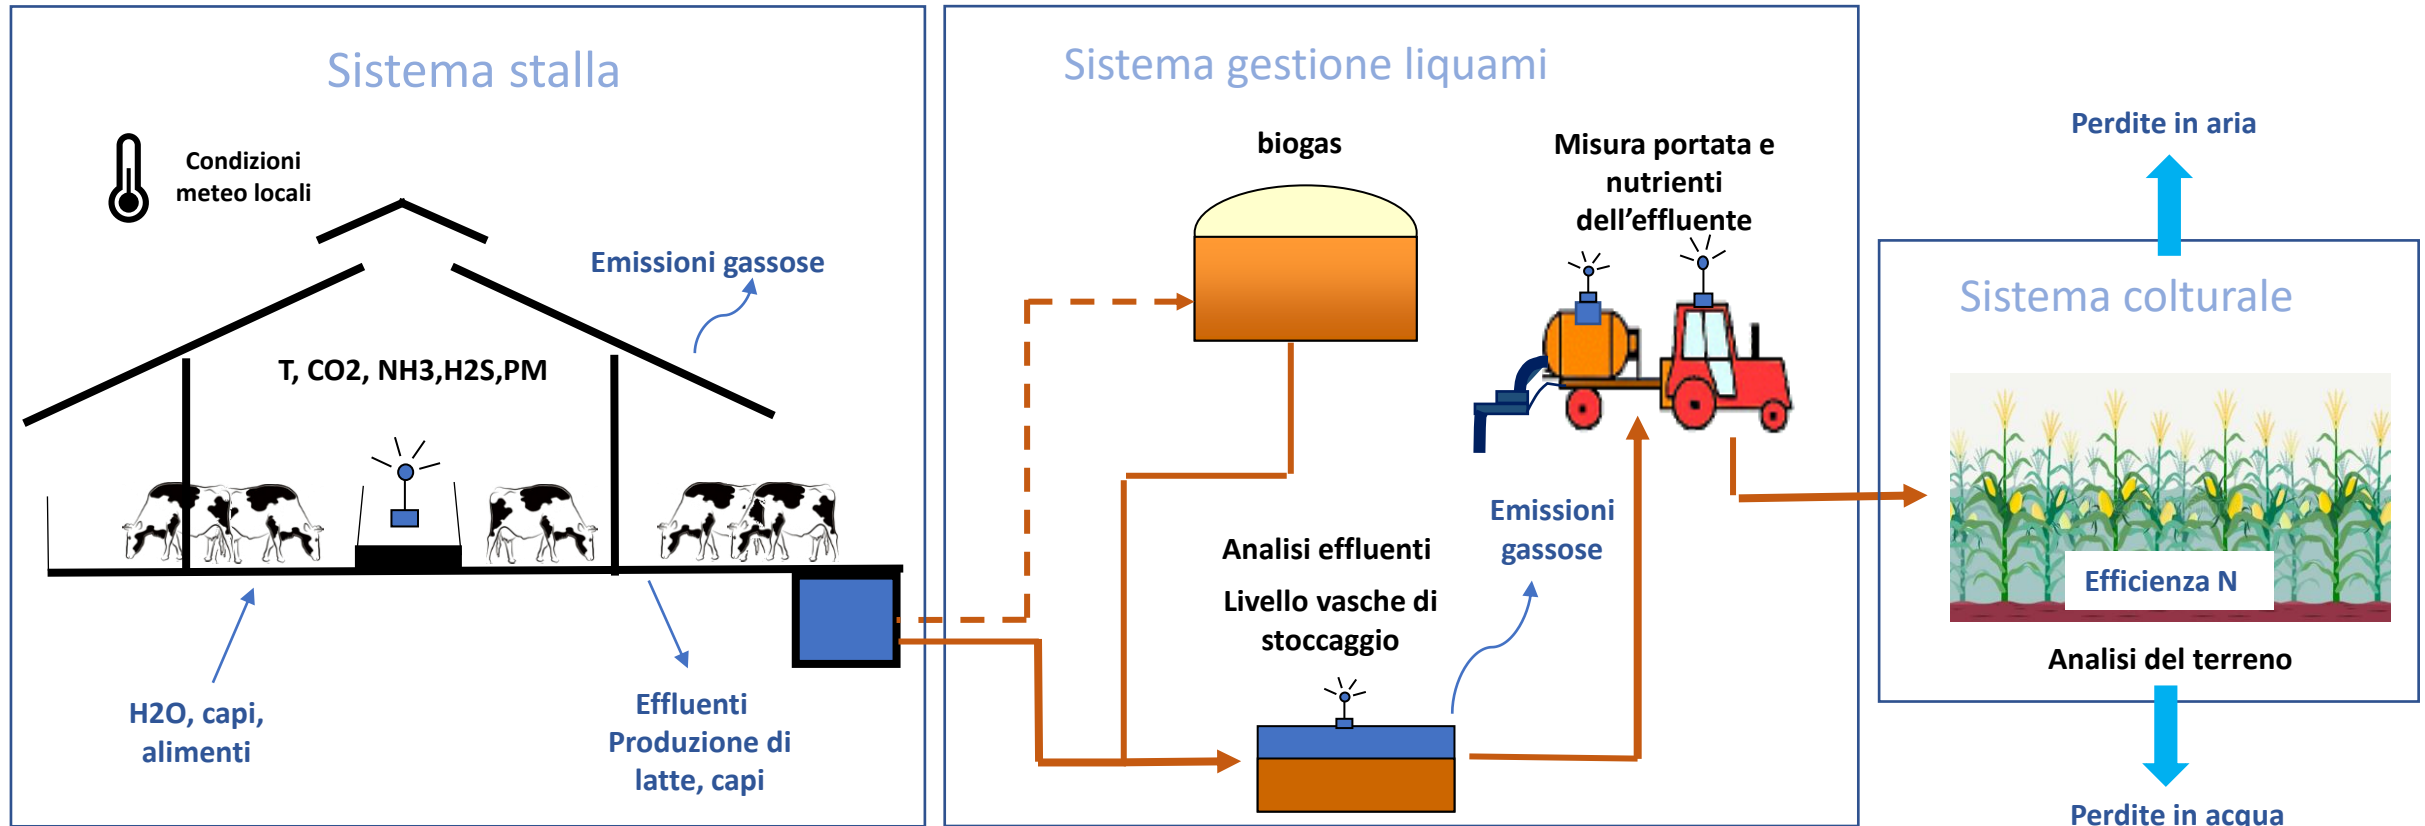 Sistema stalla
Condizioni
meteo locali
Emissioni gassose
T, CO2, NH3,H2S,PM
H2O, capi,
alimenti
Effluenti
Produzione di
latte, capi
Sistema gestione liquami
biogas
Misura portata e
nutrienti
dell’effluente
Analisi effluenti
Livello vasche di
stoccaggio
Emissioni
gassose
Perdite in aria
Sistema colturale
Efficienza N
Analisi del terreno
Perdite in acqua